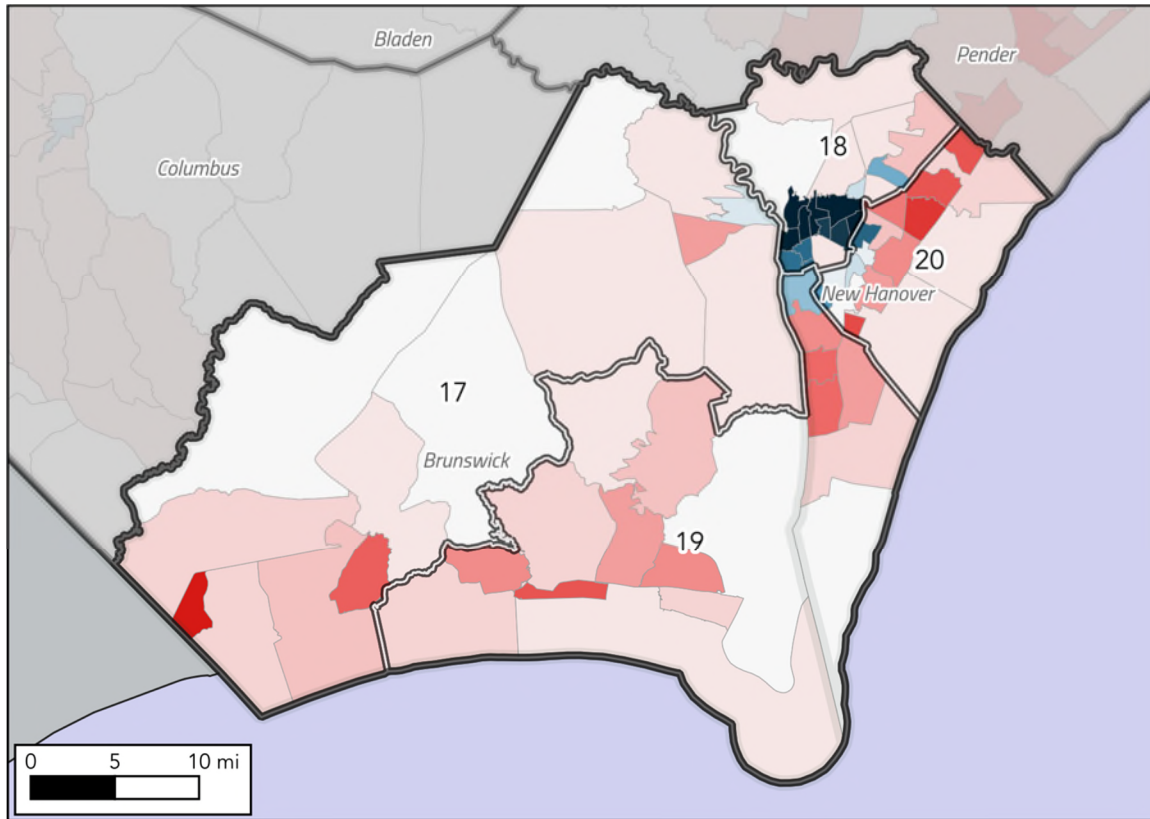 Bladen
Pender
18
Columbus
20
New Hanover
17
Brunswick
19
0 5 10 mi